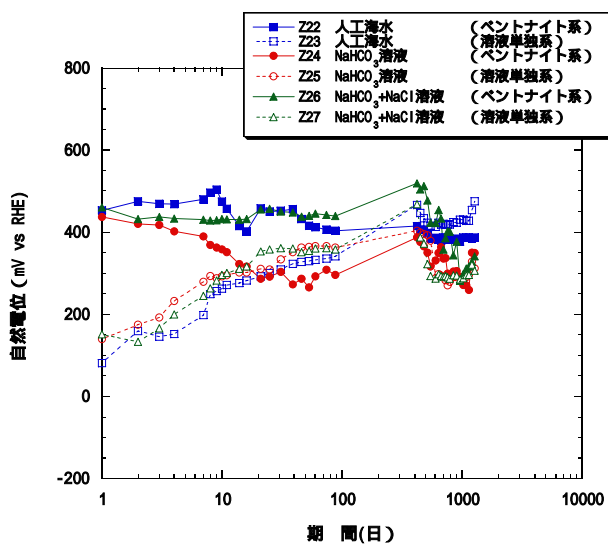 Z22 人工海水 (ベントナイト系)
Z23 人工海水 (溶液単独系)
Z24 NaHCO3溶液 (ベントナイト系)
Z25 NaHCO3溶液 (溶液単独系)
Z26 NaHCO3+NaCl溶液 (ベントナイト系)
Z27 NaHCO3+NaCl溶液 (溶液単独系)
800
600
400
200
0
-200
自然電位 (mV vs RHE)
1 10 100 1000 10000
期 間(日)